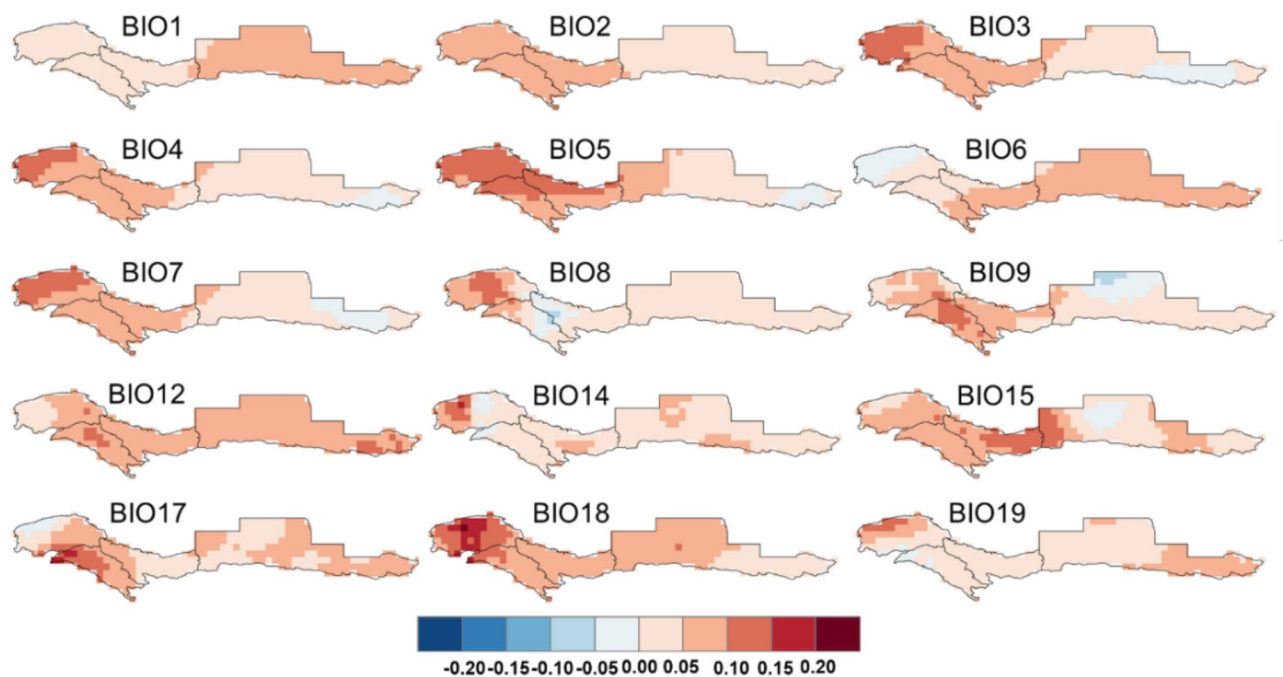 BIO1 BIO2 BIO3
BIO4 BIO5 BIO6
BIO7 BIO8 BIO9
BIO12 BIO14 BIO15
BIO17 BIO18 BIO19
-0.20 -0.15 -0.10 -0.05 0.00 0.05 0.10 0.15 0.20